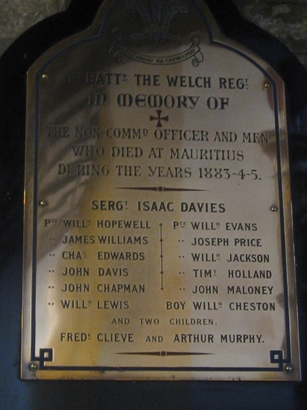 1ST BATTN THE WELCH REGT
IN MEMORY OF
THE NON-COMMD OFFICER AND MEN
WHO DIED AT MAURITIUS
DURING THE YEARS 1883-4-5.
SERGT ISAAC DAVIES
PTE WILLM HOPEWELL PTE WILLM EVANS
" JAMES WILLIAMS " JOSEPH PRICE
" CHAS EDWARDS " WILLM JACKSON
" JOHN DAVIS " TIMY HOLLAND
" JOHN CHAPMAN " JOHN MALONEY
" WILLM LEWIS BOY WILLM CHESTON
AND TWO CHILDREN,
FREDK CLIEVE AND ARTHUR MURPHY.